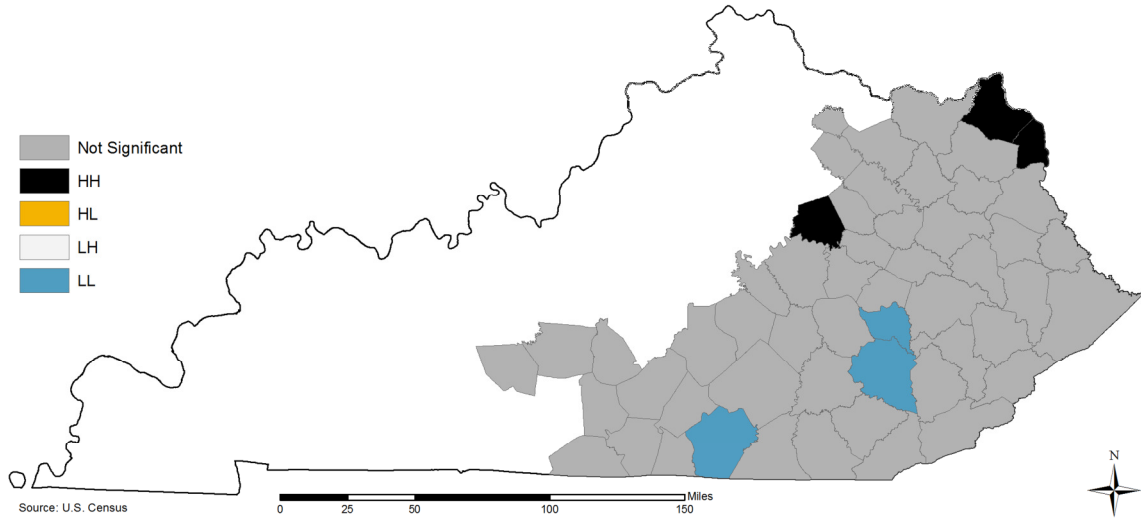 Not Significant
HH
HL
LH
LL
N
Miles
0 25 50 100 150
Source: U.S. Census